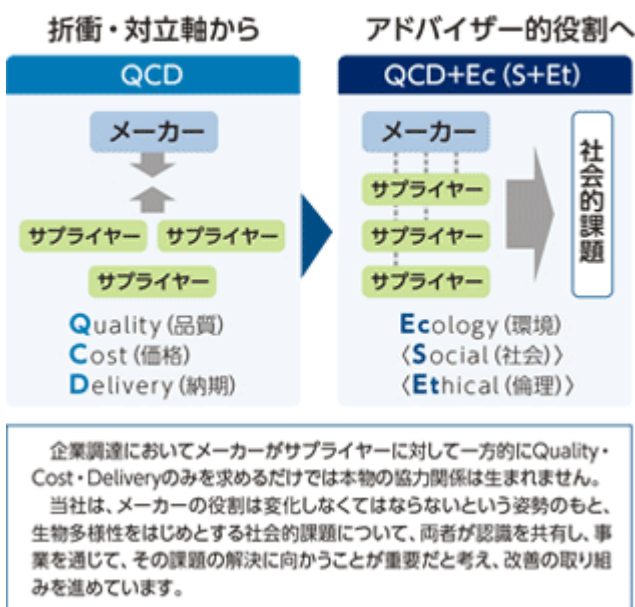 折衝・対立軸から
QCD
メーカー
サプライヤー サプライヤー
サプライヤー
Quality(品質)
Cost(価格)
Delivery(納期)
アドバイザー的役割へ
QCD+Ec(S+Et)
メーカー
サプライヤー
サプライヤー
サプライヤー
社会的課題
Ecology(環境)
〈Social(社会)〉
〈Ethical(倫理)〉
企業調達においてメーカーがサプライヤーに対して一方的にQuality・
Cost・Deliveryのみを求めるだけでは本物の協力関係は生まれません。
当社は、メーカーの役割は変化しなくてはならないという姿勢のもと、
生物多様性をはじめとする社会的課題について、両者が認識を共有し、事
業を通じて、その課題の解決に向かうことが重要だと考え、改善の取り組
みを進めています。